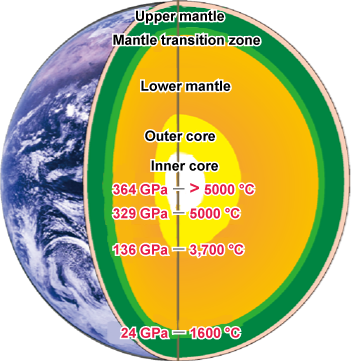 Upper mantle
Mantle transition zone
Lower mantle
Outer core
Inner core
364 GPa — > 5000 °C
329 GPa — 5000 °C
136 GPa — 3,700 °C
24 GPa — 1600 °C